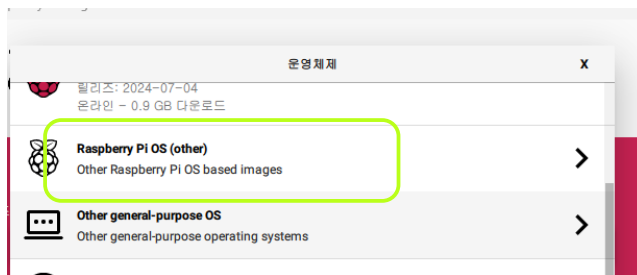 운영체제
x
릴리즈: 2024-07-04
온라인 - 0.9 GB 다운로드
Raspberry Pi OS (other)
Other Raspberry Pi OS based images
Other general-purpose OS
Other general-purpose operating systems